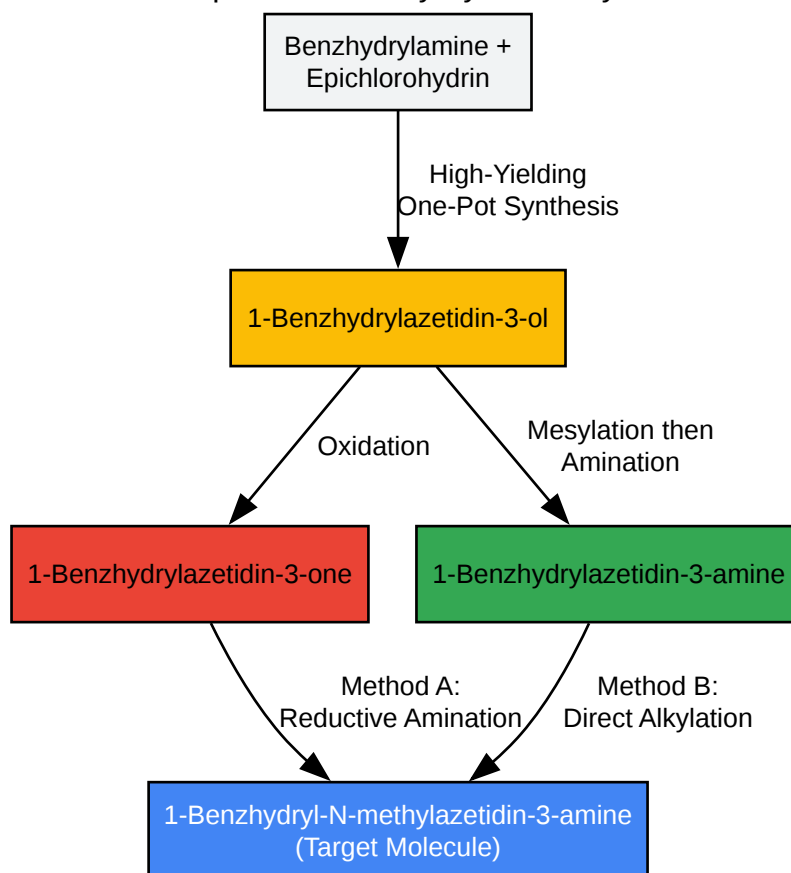 Benzhydrylamine +
Epichlorohydrin
High-Yielding
One-Pot Synthesis
1-Benzhydrylazetidin-3-ol
Oxidation
Mesylation then
Amination
1-Benzhydrylazetidin-3-one
1-Benzhydrylazetidin-3-amine
Method A:
Reductive Amination
Method B:
Direct Alkylation
1-Benzhydryl-N-methylazetidin-3-amine
(Target Molecule)